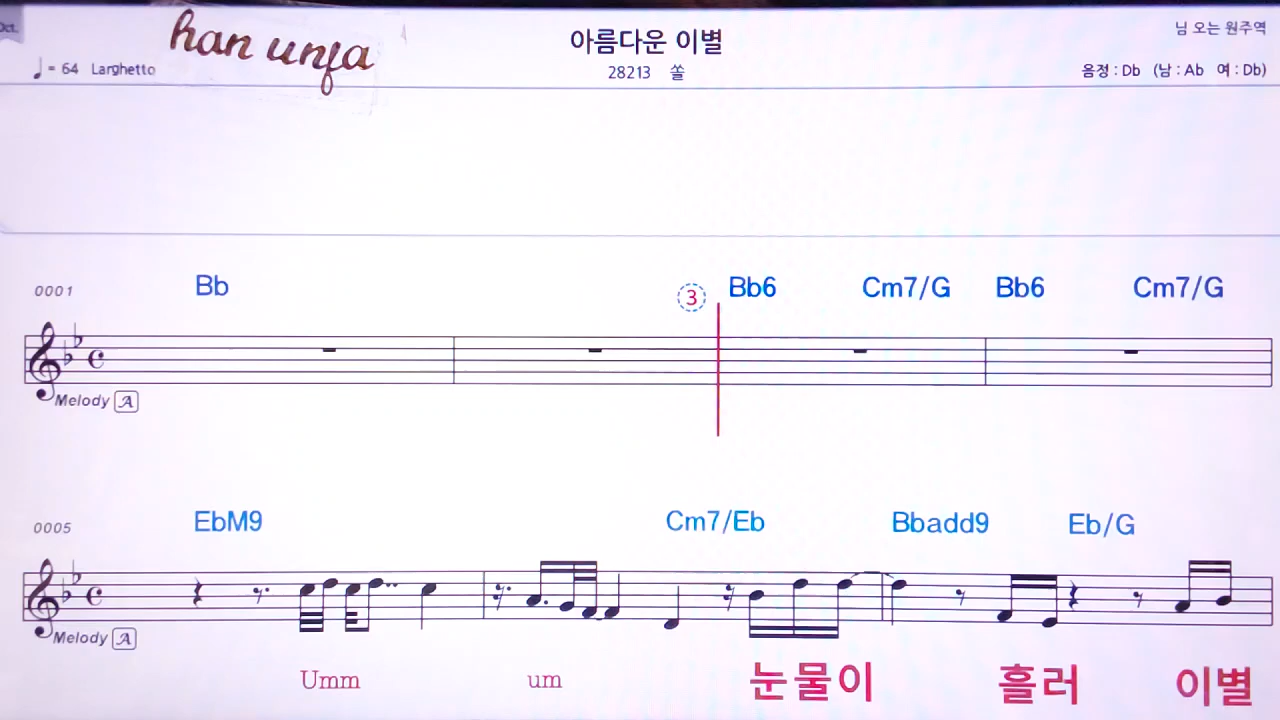 Oct.
han unfa
♩= 64 Larghetto
아름다운 이별
28213 쏠
님 오는 원주역
음정 : Db (남 : Ab 여 : Db)
0001 Bb ③ Bb6 Cm7/G Bb6 Cm7/G
Melody A
0005 EbM9 Cm7/Eb Bbadd9 Eb/G
Melody A
Umm um 눈물이 흘러 이별